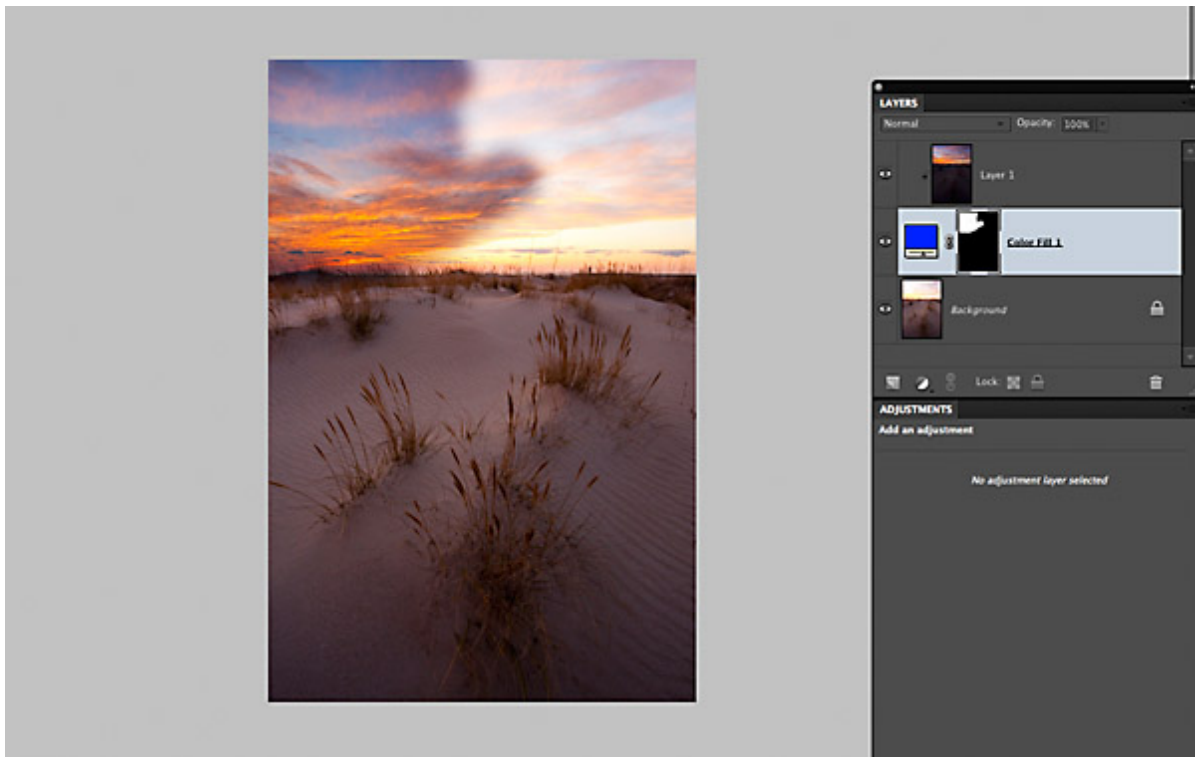 LAYERS
Normal Opacity: 100%
Layer 1
Color Fill 1
Background
Lock:
ADJUSTMENTS
Add an adjustment
No adjustment layer selected